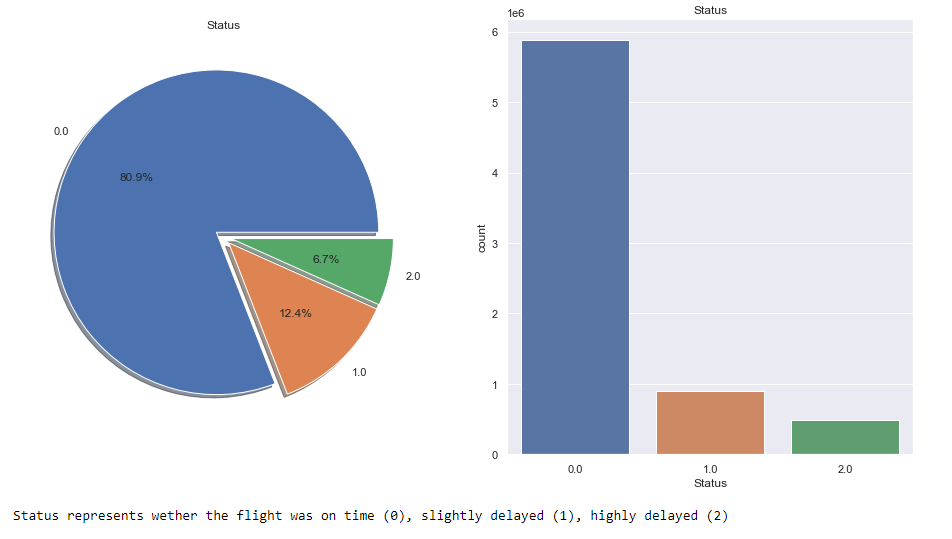 Status
0.0
80.9%
6.7%
2.0
12.4%
1.0
Status
1e6
6
5
4
3
2
1
0
count
0.0 1.0 2.0
Status
Status represents wether the flight was on time (0), slightly delayed (1), highly delayed (2)